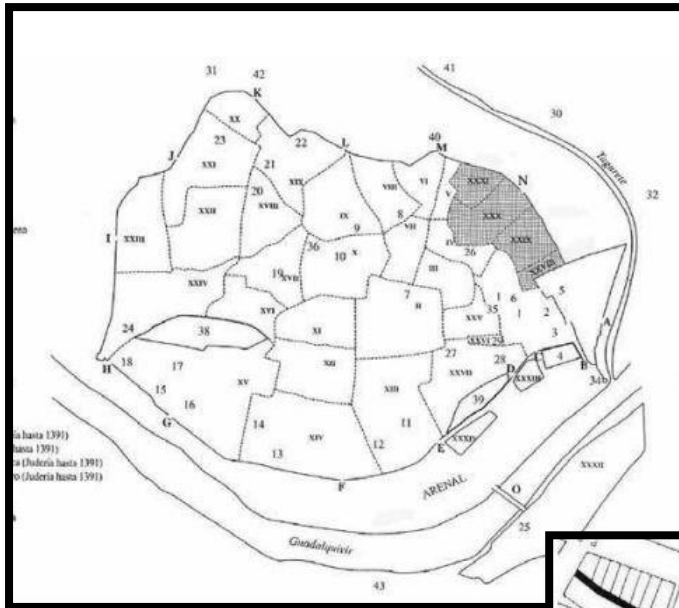 31
42
41
K
XX
30
23
22
L
40
M
J
XXI
21
Tagarete
XIX
VIII
VI
XXXI
N
32
20
V
XXII
XVIII
IX
8
XXX
VII
I
XXIII
36
9
XXIX
IV
10
X
26
XXVIII
19
XVII
III
XXIV
7
6
5
II
35
2
XVI
A
24
38
XI
XXV
3
XXVI
29
27
28
C
4
B
H
18
17
XII
XXVII
D
XXXIII
34
15
XV
XIII
16
39
G
14
11
XXXIV
XIV
12
E
13
ía hasta 1391)
hasta 1391)
ca (Judería hasta 1391)
ro (Judería hasta 1391)
F
ARENAL
XXXII
O
25
Guadalquivir
43